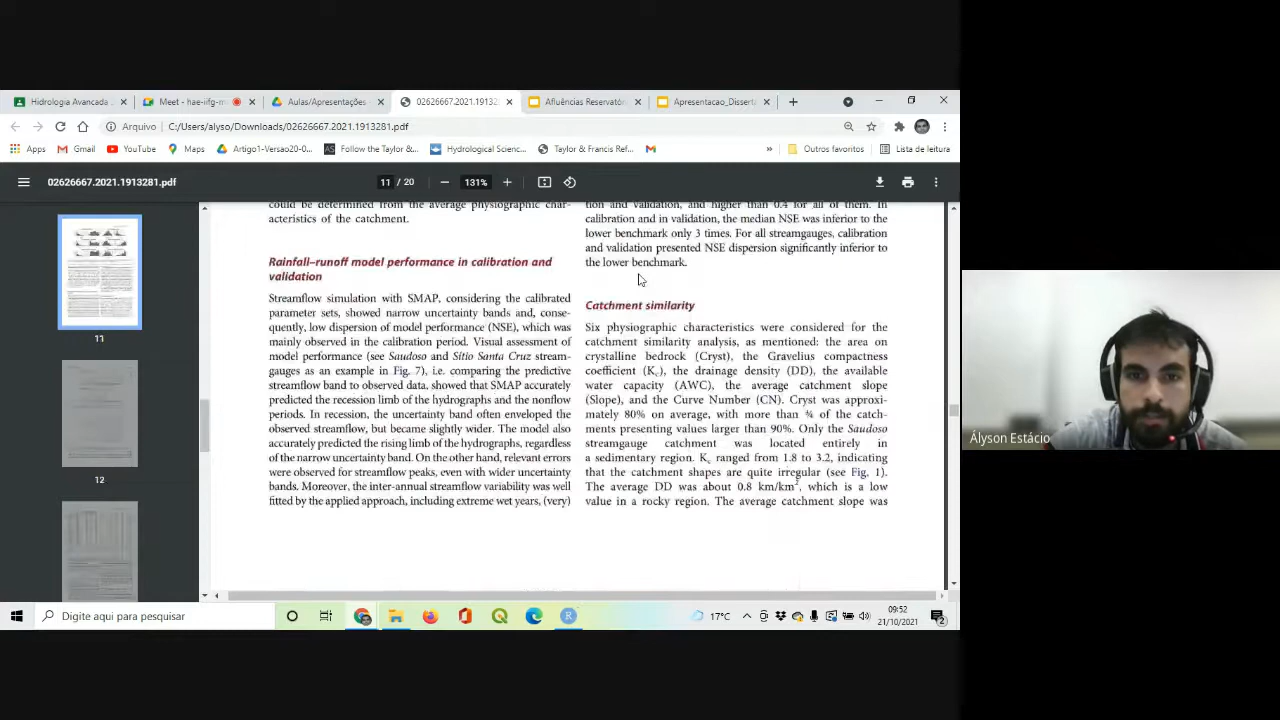 Hidrologia Avancada
Meet - hae-iifg-m
Aulas/Apresentações
02626667.2021.1913281
Afluências Reservató
Apresentacao_Dissert
Arquivo
C:/Users/alyso/Downloads/02626667.2021.1913281.pdf
Apps
Gmail
YouTube
Maps
Artigo1-Versao20-0...
Follow the Taylor &...
Hydrological Scienc...
Taylor & Francis Ref...
»
Outros favoritos
Lista de leitura
02626667.2021.1913281.pdf
11 / 20
131%
11
12
could be determined from the average physiographic char-
acteristics of the catchment.
Rainfall–runoff model performance in calibration and
validation
Streamflow simulation with SMAP, considering the calibrated
parameter sets, showed narrow uncertainty bands and, conse-
quently, low dispersion of model performance (NSE), which was
mainly observed in the calibration period. Visual assessment of
model performance (see Saudoso and Sítio Santa Cruz stream-
gauges as an example in Fig. 7), i.e. comparing the predictive
streamflow band to observed data, showed that SMAP accurately
predicted the recession limb of the hydrographs and the nonflow
periods. In recession, the uncertainty band often enveloped the
observed streamflow, but became slightly wider. The model also
accurately predicted the rising limb of the hydrographs, regardless
of the narrow uncertainty band. On the other hand, relevant errors
were observed for streamflow peaks, even with wider uncertainty
bands. Moreover, the inter-annual streamflow variability was well
fitted by the applied approach, including extreme wet years, (very)
tion and validation, and higher than 0.4 for all of them. In
calibration and in validation, the median NSE was inferior to the
lower benchmark only 3 times. For all streamgauges, calibration
and validation presented NSE dispersion significantly inferior to
the lower benchmark.
Catchment similarity
Six physiographic characteristics were considered for the
catchment similarity analysis, as mentioned: the area on
crystalline bedrock (Cryst), the Gravelius compactness
coefficient (Kc), the drainage density (DD), the available
water capacity (AWC), the average catchment slope
(Slope), and the Curve Number (CN). Cryst was approxi-
mately 80% on average, with more than ¾ of the catch-
ments presenting values larger than 90%. Only the Saudoso
streamgauge catchment was located entirely in
a sedimentary region. Kc ranged from 1.8 to 3.2, indicating
that the catchment shapes are quite irregular (see Fig. 1).
The average DD was about 0.8 km/km², which is a low
value in a rocky region. The average catchment slope was
Ályson Estácio
Digite aqui para pesquisar
17°C
09:52
21/10/2021
2